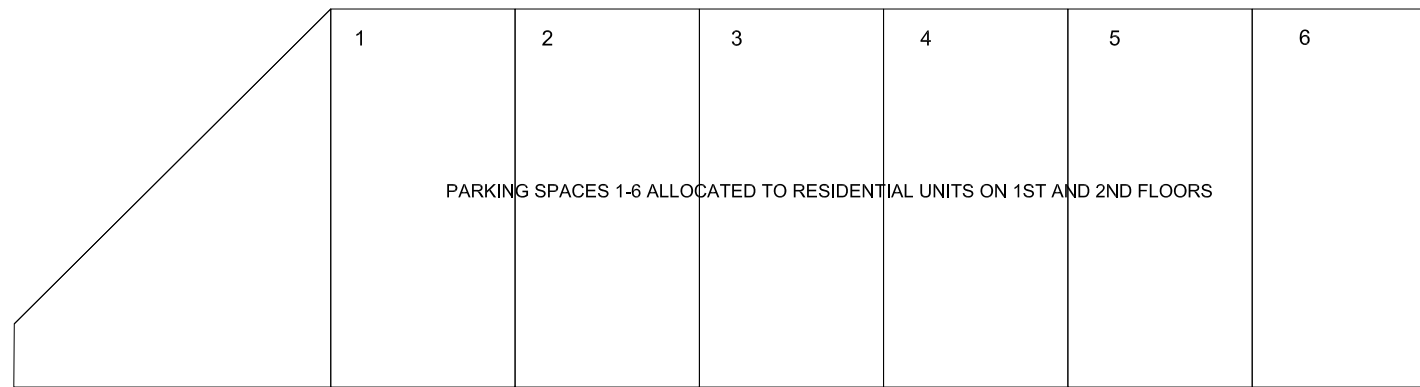 1 2 3 4 5 6
PARKING SPACES 1-6 ALLOCATED TO RESIDENTIAL UNITS ON 1ST AND 2ND FLOORS